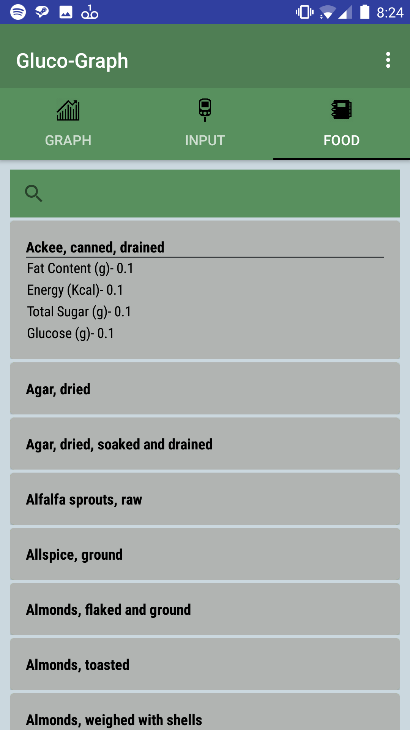 8:24
Gluco-Graph
GRAPH INPUT FOOD
Ackee, canned, drained
Fat Content (g)- 0.1
Energy (Kcal)- 0.1
Total Sugar (g)- 0.1
Glucose (g)- 0.1
Agar, dried
Agar, dried, soaked and drained
Alfalfa sprouts, raw
Allspice, ground
Almonds, flaked and ground
Almonds, toasted
Almonds, weighed with shells